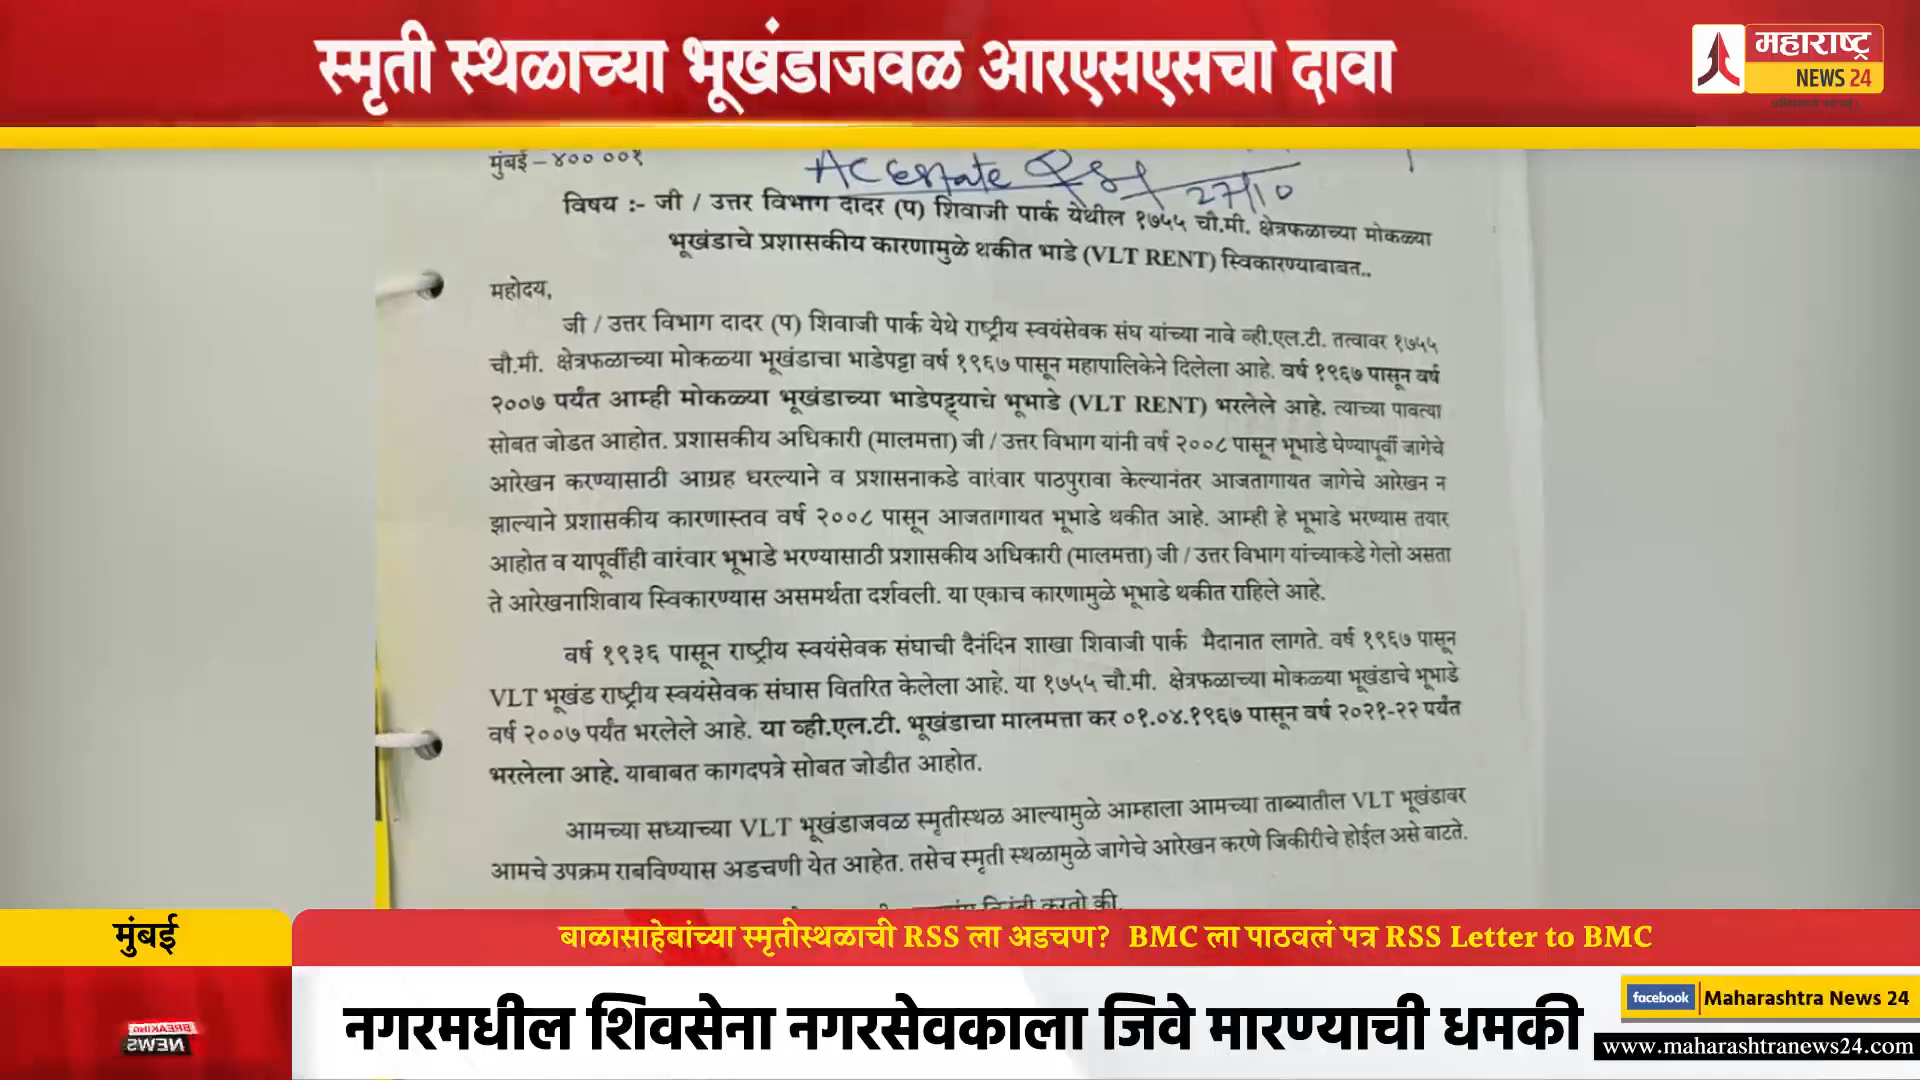 स्मृती स्थळाच्या भूखंडाजवळ आरएसएसचा दावा
महाराष्ट्र
NEWS 24
मुंबई – ४०० ००१
AC Estate
27/10
विषय :- जी / उत्तर विभाग दादर (प) शिवाजी पार्क येथील १७५५ चौ.मी. क्षेत्रफळाच्या मोकळ्या
भूखंडाचे प्रशासकीय कारणामुळे थकीत भाडे (VLT RENT) स्विकारण्याबाबत..
महोदय,
जी / उत्तर विभाग दादर (प) शिवाजी पार्क येथे राष्ट्रीय स्वयंसेवक संघ यांच्या नावे व्ही.एल.टी. तत्वावर १७५५
चौ.मी. क्षेत्रफळाच्या मोकळ्या भूखंडाचा भाडेपट्टा वर्ष १९६७ पासून महापालिकेने दिलेला आहे. वर्ष १९६७ पासून वर्ष
२००७ पर्यंत आम्ही मोकळ्या भूखंडाच्या भाडेपट्ट्याचे भूभाडे (VLT RENT) भरलेले आहे. त्याच्या पावत्या
सोबत जोडत आहोत. प्रशासकीय अधिकारी (मालमत्ता) जी / उत्तर विभाग यांनी वर्ष २००८ पासून भूभाडे घेण्यापूर्वी जागेचे
आरेखन करण्यासाठी आग्रह धरल्याने व प्रशासनाकडे वारंवार पाठपुरावा केल्यानंतर आजतागायत जागेचे आरेखन न
झाल्याने प्रशासकीय कारणास्तव वर्ष २००८ पासून आजतागायत भूभाडे थकीत आहे. आम्ही हे भूभाडे भरण्यास तयार
आहोत व यापूर्वीही वारंवार भूभाडे भरण्यासाठी प्रशासकीय अधिकारी (मालमत्ता) जी / उत्तर विभाग यांच्याकडे गेलो असता
ते आरेखनाशिवाय स्विकारण्यास असमर्थता दर्शवली. या एकाच कारणामुळे भूभाडे थकीत राहिले आहे.
वर्ष १९३६ पासून राष्ट्रीय स्वयंसेवक संघाची दैनंदिन शाखा शिवाजी पार्क मैदानात लागते. वर्ष १९६७ पासून
VLT भूखंड राष्ट्रीय स्वयंसेवक संघास वितरित केलेला आहे. या १७५५ चौ.मी. क्षेत्रफळाच्या मोकळ्या भूखंडाचे भूभाडे
वर्ष २००७ पर्यंत भरलेले आहे. या व्ही.एल.टी. भूखंडाचा मालमत्ता कर ०१.०४.१९६७ पासून वर्ष २०२१-२२ पर्यंत
भरलेला आहे. याबाबत कागदपत्रे सोबत जोडीत आहोत.
आमच्या सध्याच्या VLT भूखंडाजवळ स्मृतीस्थळ आल्यामुळे आम्हाला आमच्या ताब्यातील VLT भूखंडावर
आमचे उपक्रम राबविण्यास अडचणी येत आहेत. तसेच स्मृती स्थळामुळे जागेचे आरेखन करणे जिकीरीचे होईल असे वाटते.
विनंती करतो की,
मुंबई
बाळासाहेबांच्या स्मृतीस्थळाची RSS ला अडचण? BMC ला पाठवलं पत्र RSS Letter to BMC
BREAKING
NEWS
नगरमधील शिवसेना नगरसेवकाला जिवे मारण्याची धमकी
facebook Maharashtra News 24
www.maharashtranews24.com